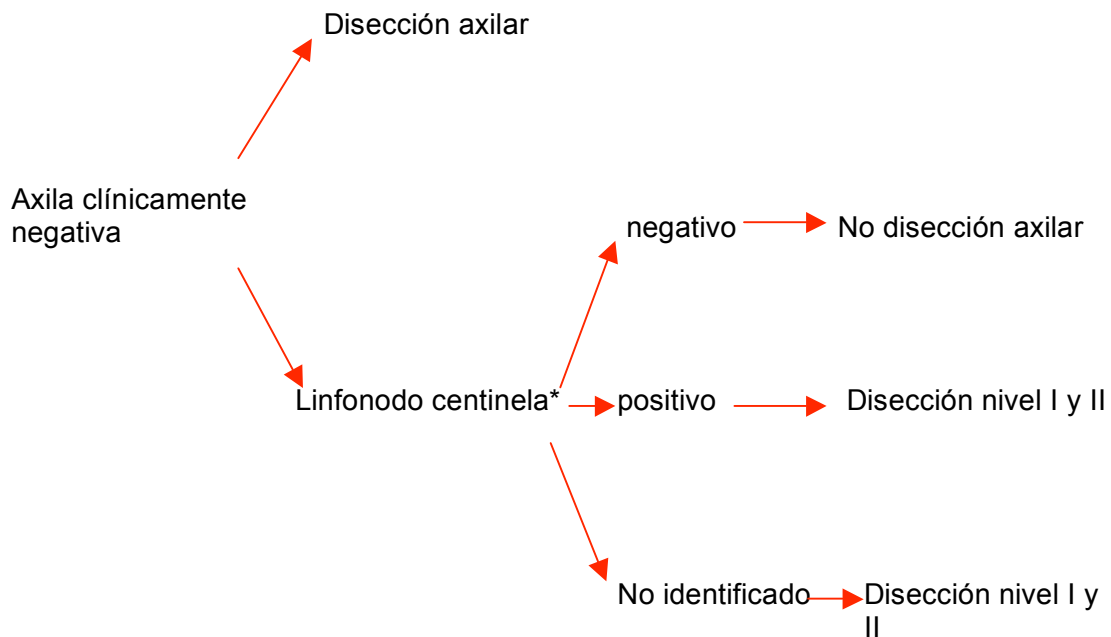 Disección axilar
Axila clínicamente
negativa
negativo
No disección axilar
Linfonodo centinela*
positivo
Disección nivel I y II
No identificado
Disección nivel I y
II